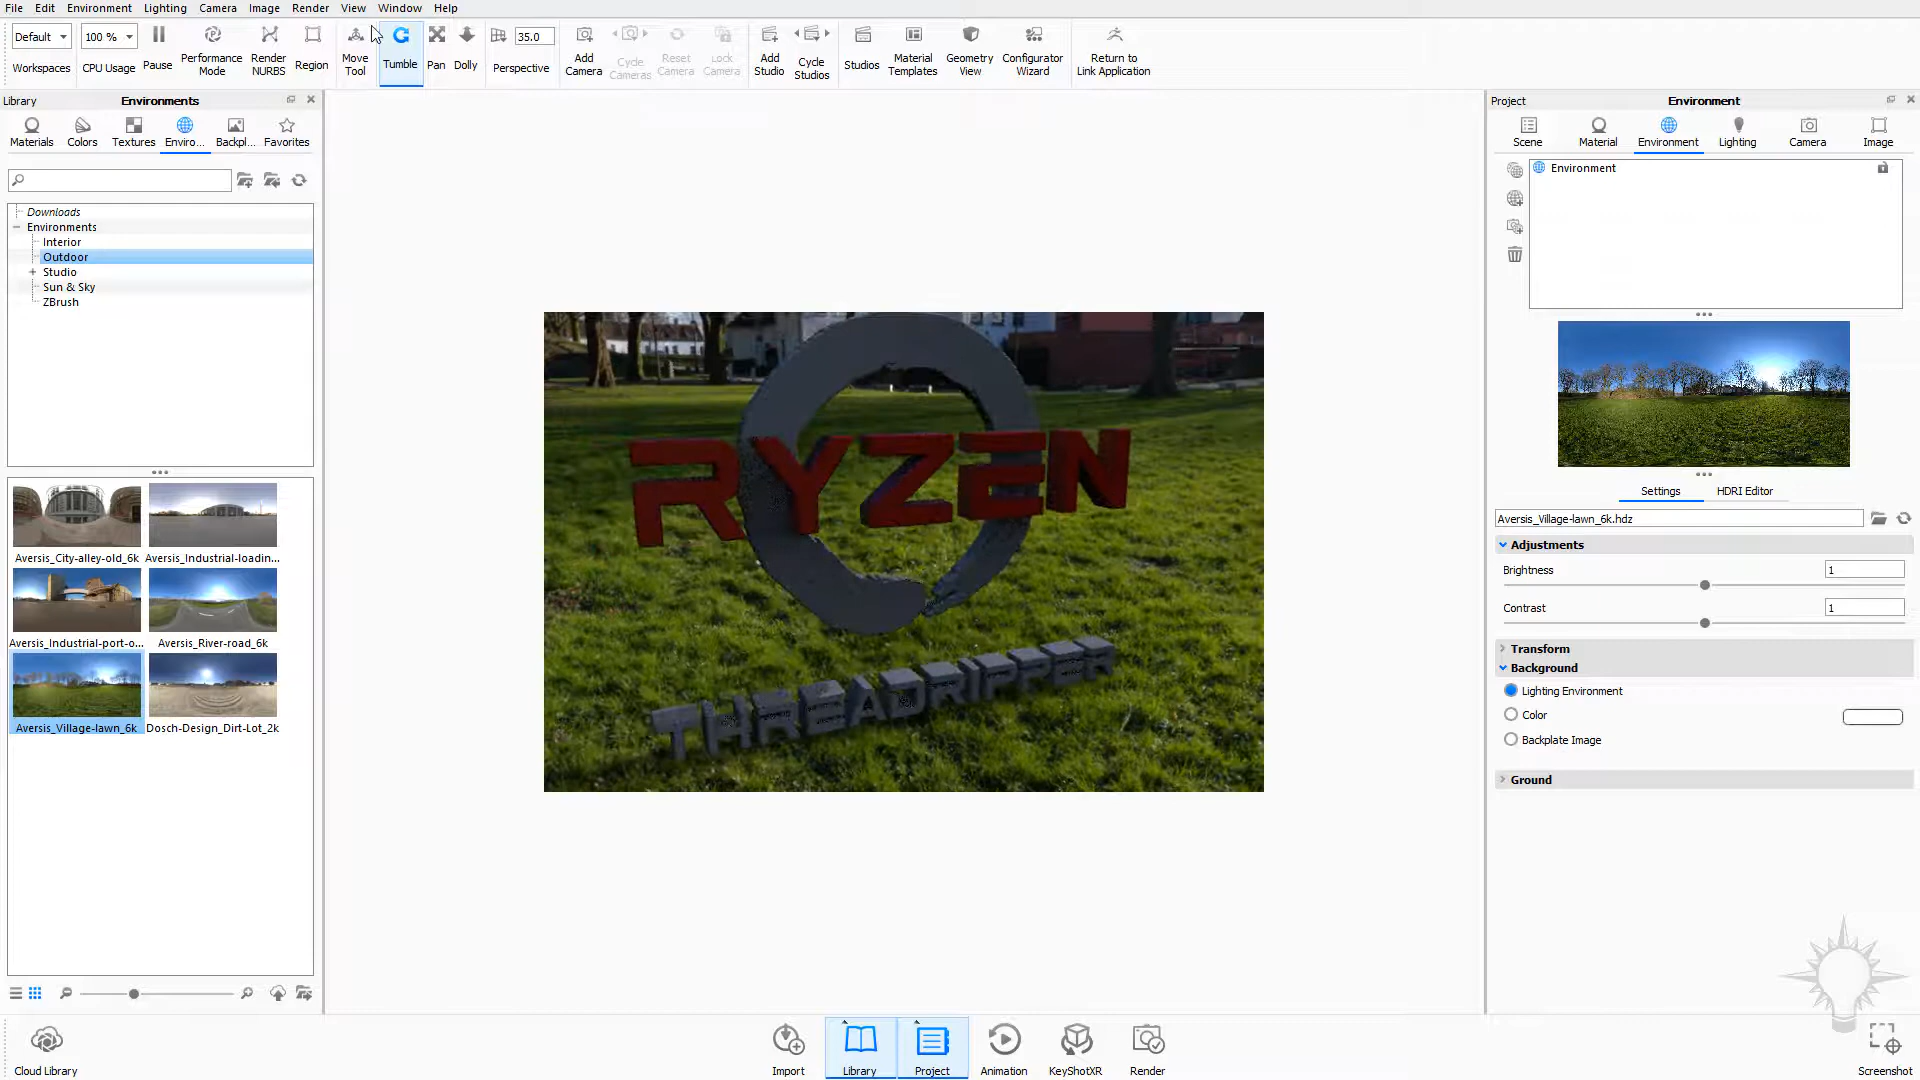 File Edit Environment Lighting Camera Image Render View Window Help
Default 100 % 35.0
Workspaces CPU Usage Pause Performance Mode Render NURBS Region Move Tool Tumble Pan Dolly Perspective Add Camera Cycle Cameras Reset Camera Lock Camera Add Studio Cycle Studios Studios Material Templates Geometry View Configurator Wizard Return to Link Application
Library Environments
Materials Colors Textures Enviro... Backpl... Favorites
Downloads
Environments
Interior
Outdoor
Studio
Sun & Sky
ZBrush
Aversis_City-alley-old_6k Aversis_Industrial-loadin...
Aversis_Industrial-port-o... Aversis_River-road_6k
Aversis_Village-lawn_6k Dosch-Design_Dirt-Lot_2k
RYZEN
THREADRIPPER
Project Environment
Scene Material Environment Lighting Camera Image
Environment
Settings HDRI Editor
Aversis_Village-lawn_6k.hdz
Adjustments
Brightness 1
Contrast 1
Transform
Background
Lighting Environment
Color
Backplate Image
Ground
Cloud Library Import Library Project Animation KeyShotXR Render Screenshot